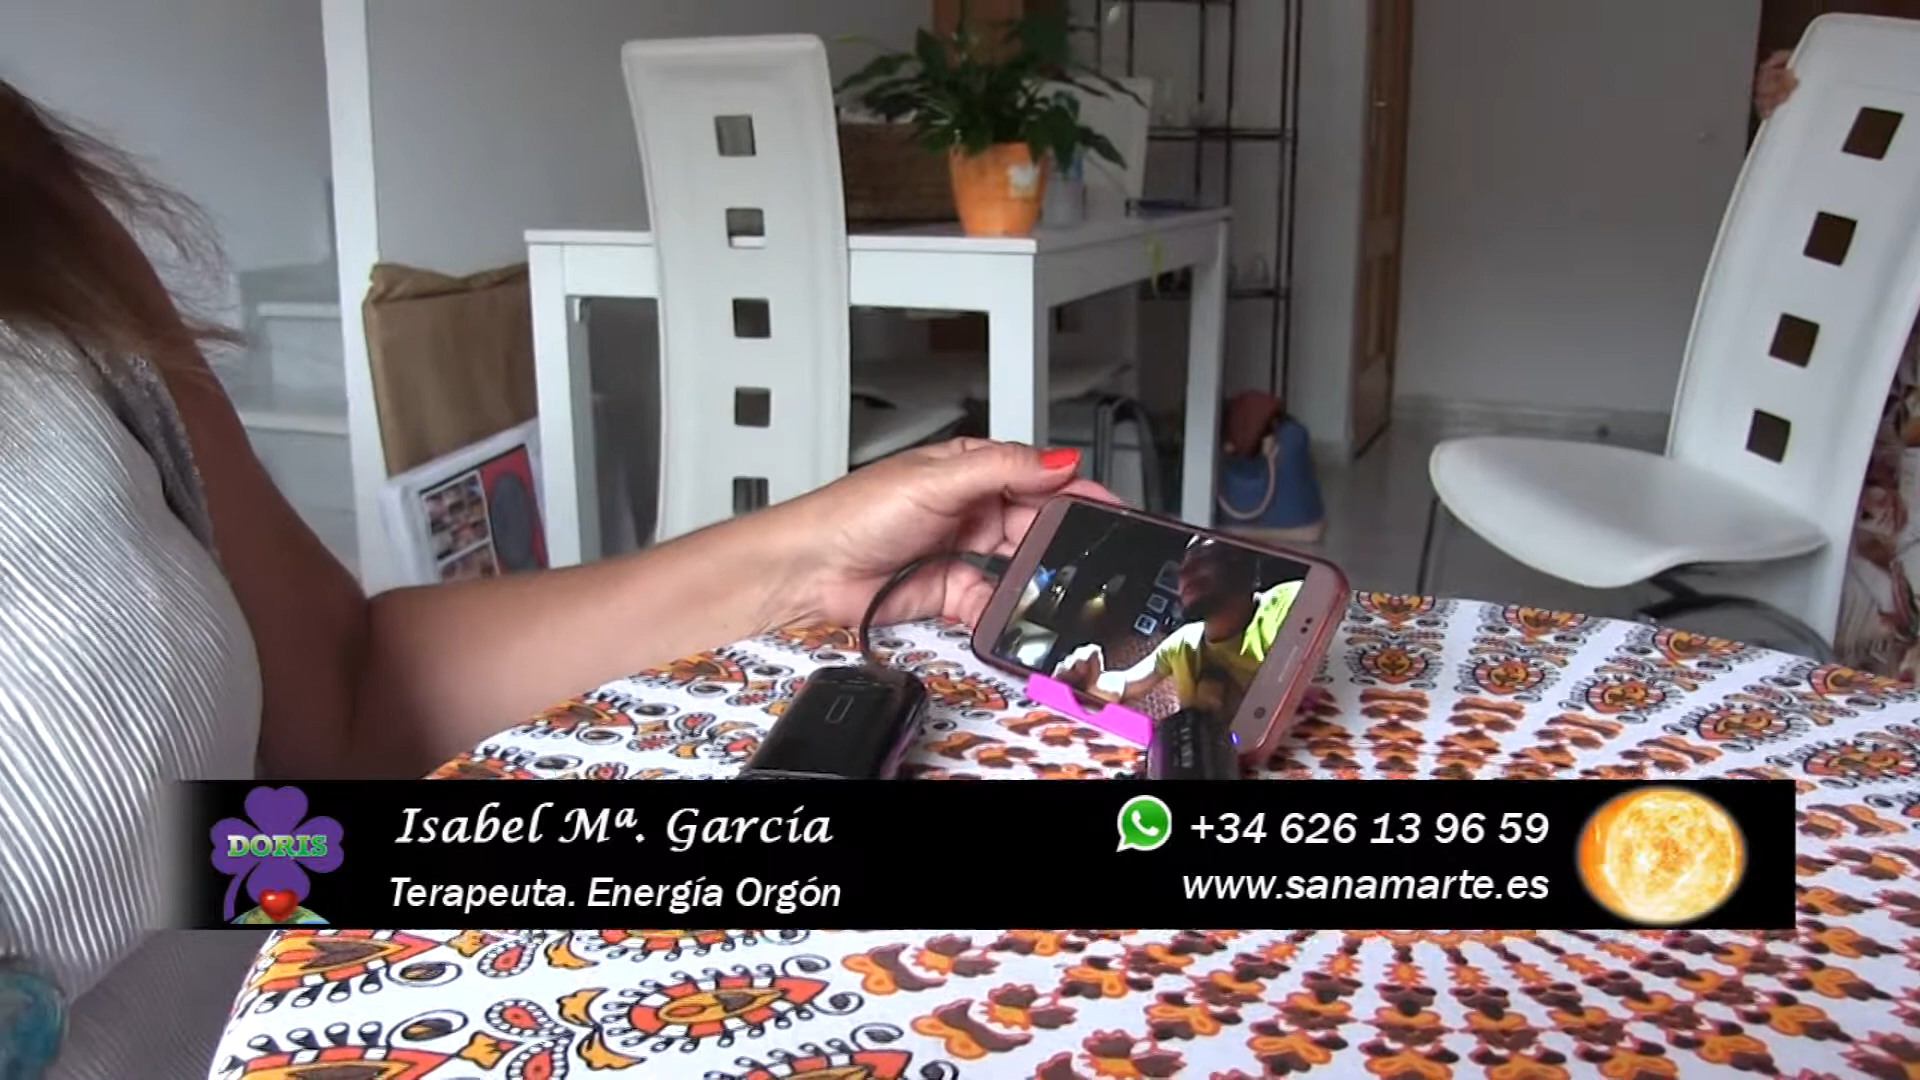 DORIS
Isabel Mª. García
Terapeuta. Energía Orgón
+34 626 13 96 59
www.sanamarte.es